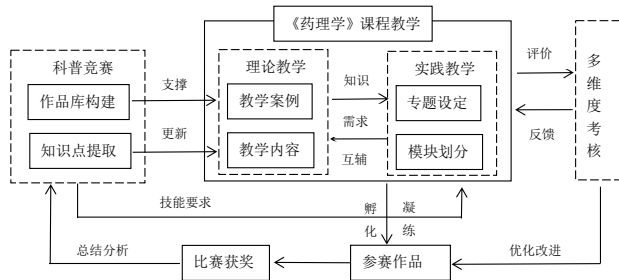 《药理学》课程教学
科普竞赛
作品库构建
知识点提取
支撑
更新
理论教学
教学案例
教学内容
知识
需求
互辅
实践教学
专题设定
模块划分
评价
反馈
多维度考核
技能要求
孵化
凝练
总结分析
比赛获奖
参赛作品
优化改进